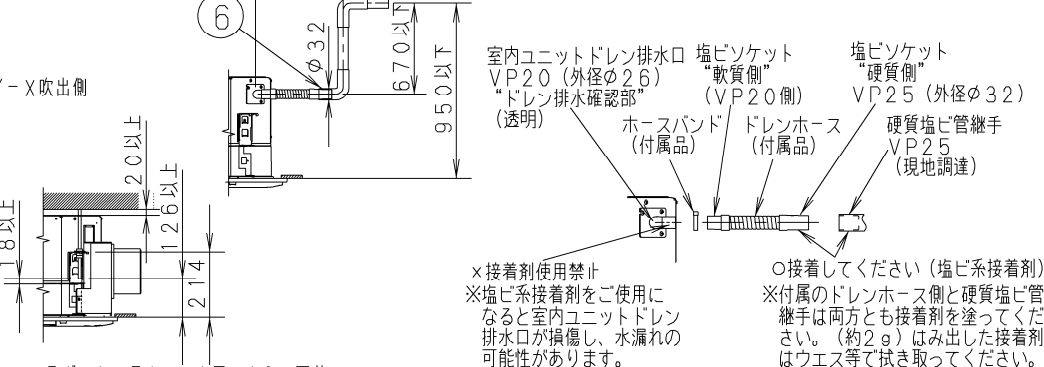 6
φ32
670以下
950以下
／－X吹出側
20以上
126以上
18以上
214
室内ユニットドレン排水口
VP20（外径φ26）
“ドレン排水確認部”
（透明）
塩ビソケット
“軟質側”
（VP20側）
塩ビソケット
“硬質側”
VP25（外径φ32）
ホースバンド
（付属品）
ドレンホース
（付属品）
硬質塩ビ管継手
VP25
（現地調達）
×接着剤使用禁止
※塩ビ系接着剤をご使用に
なると室内ユニットドレン
排水口が損傷し、水漏れの
可能性があります。
○接着してください（塩ビ系接着剤）
※付属のドレンホース側と硬質塩ビ管
継手は両方とも接着剤を塗ってくだ
さい。（約2g）はみ出した接着剤
はウエス等で拭き取ってください。